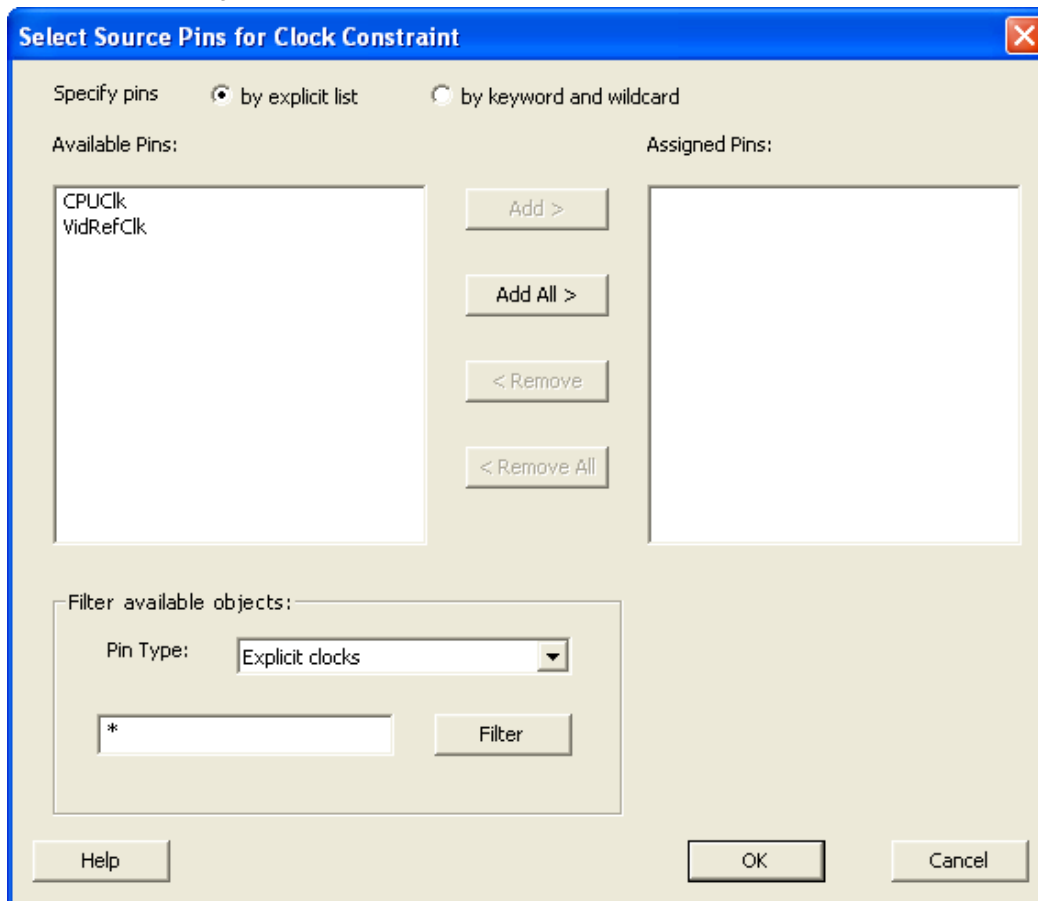 Select Source Pins for Clock Constraint
Specify pins by explicit list by keyword and wildcard
Available Pins: Assigned Pins:
CPUClk
VidRefClk
Add >
Add All >
< Remove
< Remove All
Filter available objects:
Pin Type: Explicit clocks
* Filter
Help OK Cancel